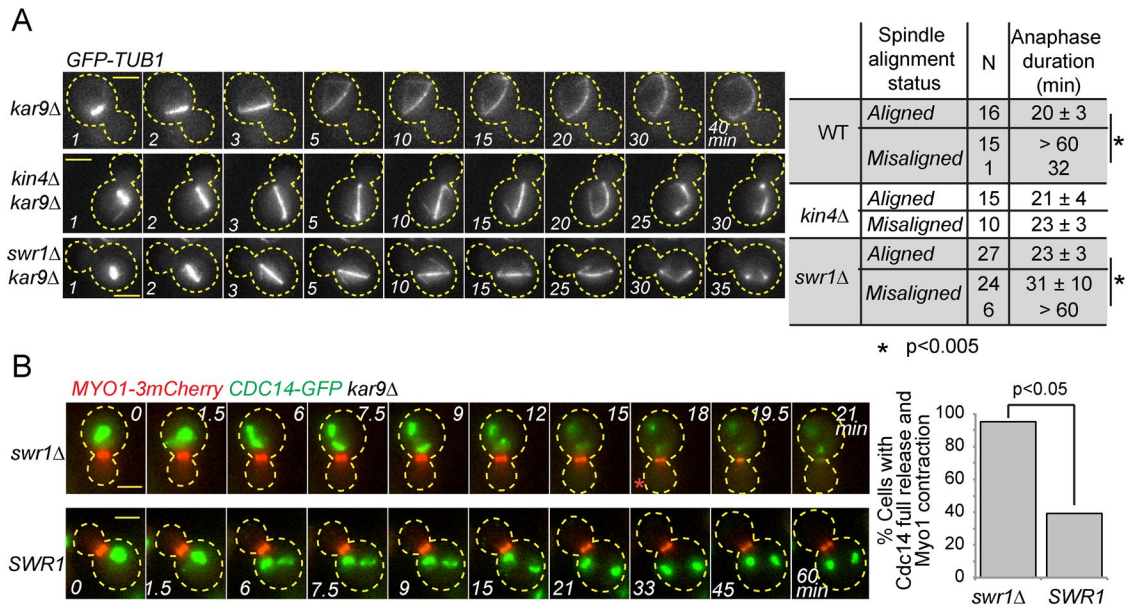 A
GFP-TUB1
kar9Δ
1 2 3 5 10 15 20 30 40 min
kin4Δ
kar9Δ
1 2 3 5 10 15 20 25 30
swr1Δ
kar9Δ
1 2 3 5 10 15 25 30 35
Spindle alignment status N Anaphase duration (min)
WT Aligned 16 20 ± 3
Misaligned 15 > 60
1 32
*
kin4Δ Aligned 15 21 ± 4
Misaligned 10 23 ± 3
swr1Δ Aligned 27 23 ± 3
Misaligned 24 31 ± 10
6 > 60
*
* p<0.005
B
MYO1-3mCherry CDC14-GFP kar9Δ
swr1Δ
0 1.5 6 7.5 9 12 15 18 19.5 21 min
*
SWR1
0 1.5 6 7.5 9 15 21 33 45 60 min
p<0.05
% Cells with
Cdc14 full release and
Myo1 contraction
100
80
60
40
20
0
swr1Δ SWR1